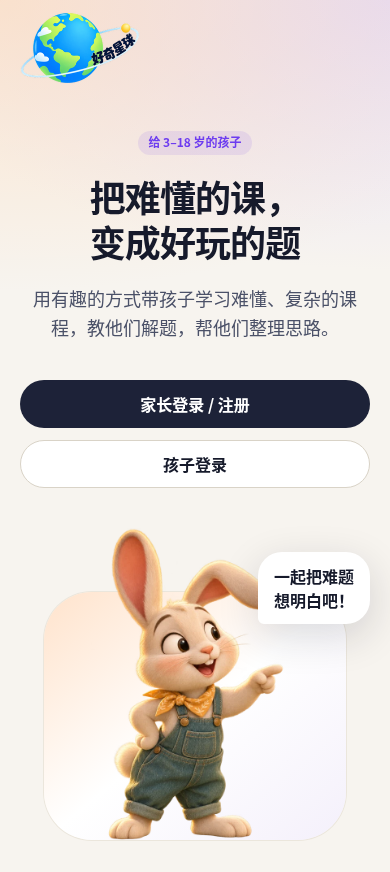 好奇星球
给 3–18 岁的孩子
把难懂的课，
变成好玩的题
用有趣的方式带孩子学习难懂、复杂的课
程，教他们解题，帮他们整理思路。
家长登录 / 注册
孩子登录
一起把难题
想明白吧！